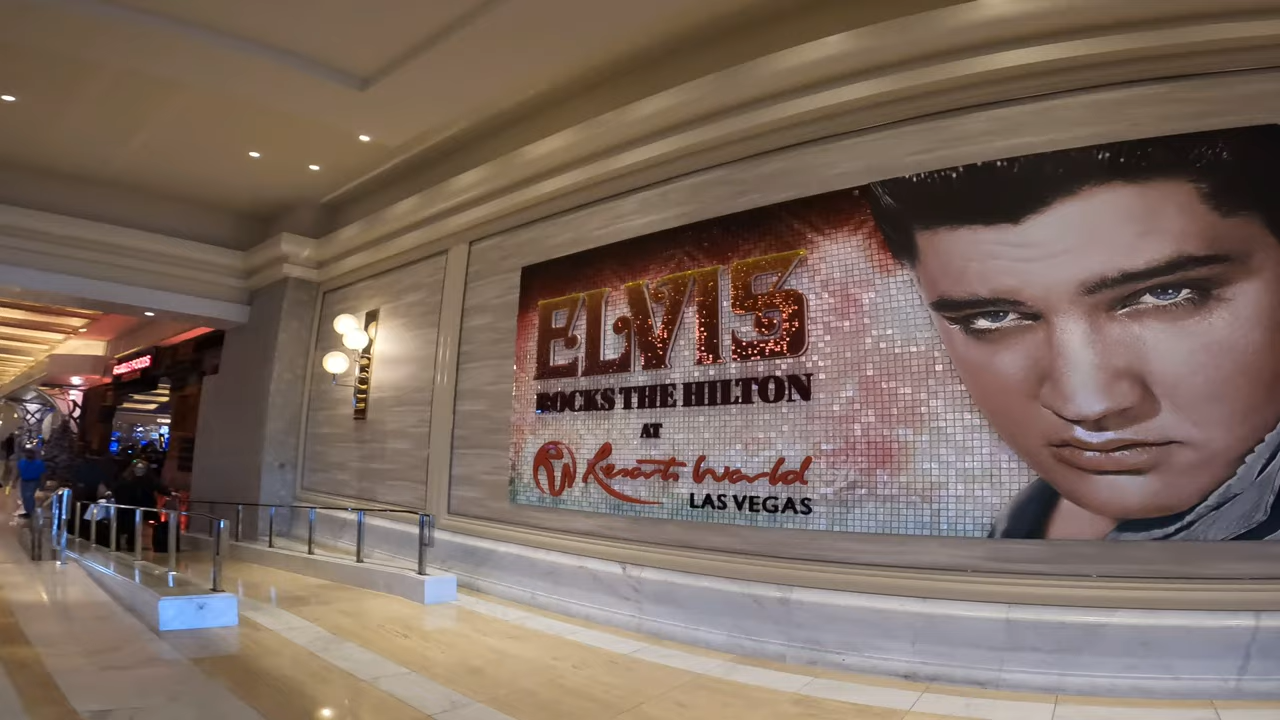 ELVIS
ROCKS THE HILTON
AT
Resorts World
LAS VEGAS